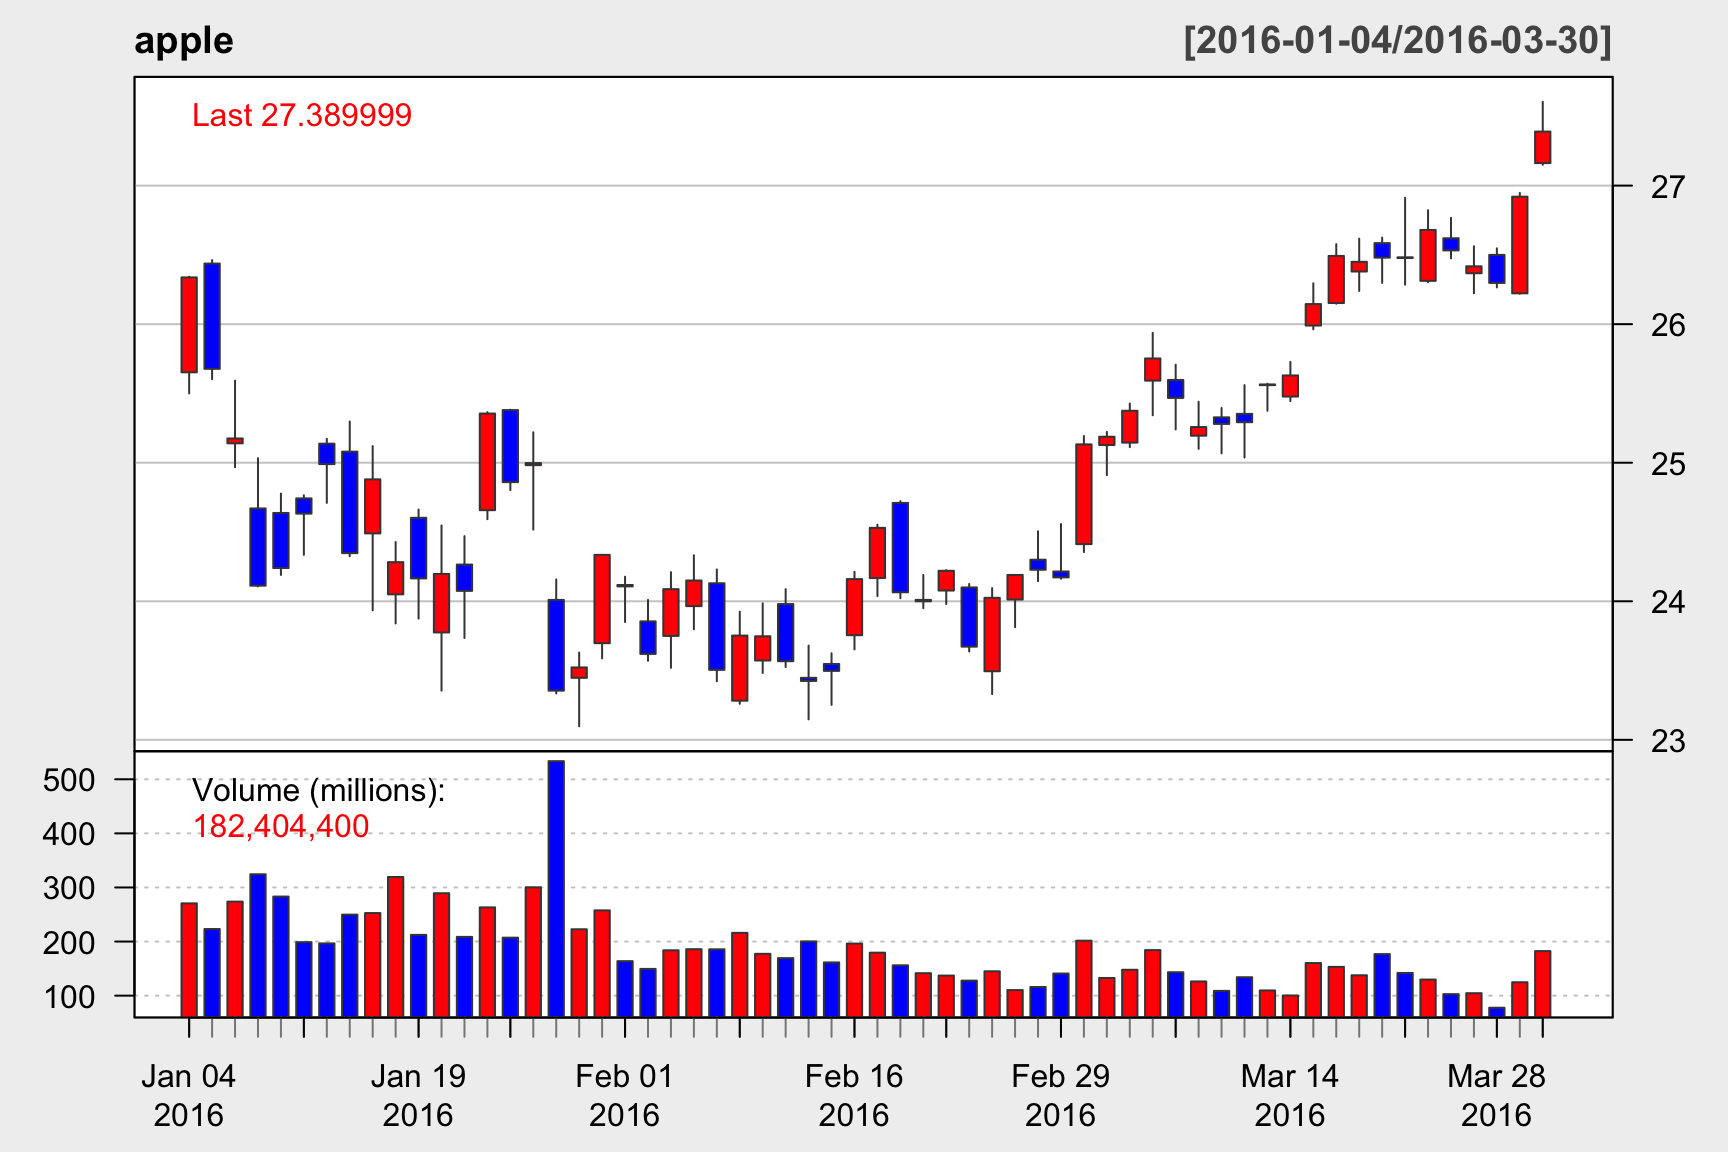 apple [2016-01-04/2016-03-30]
Last 27.389999
27
26
25
24
23
Volume (millions):
182,404,400
500
400
300
200
100
Jan 04 Jan 19 Feb 01 Feb 16 Feb 29 Mar 14 Mar 28
2016 2016 2016 2016 2016 2016 2016